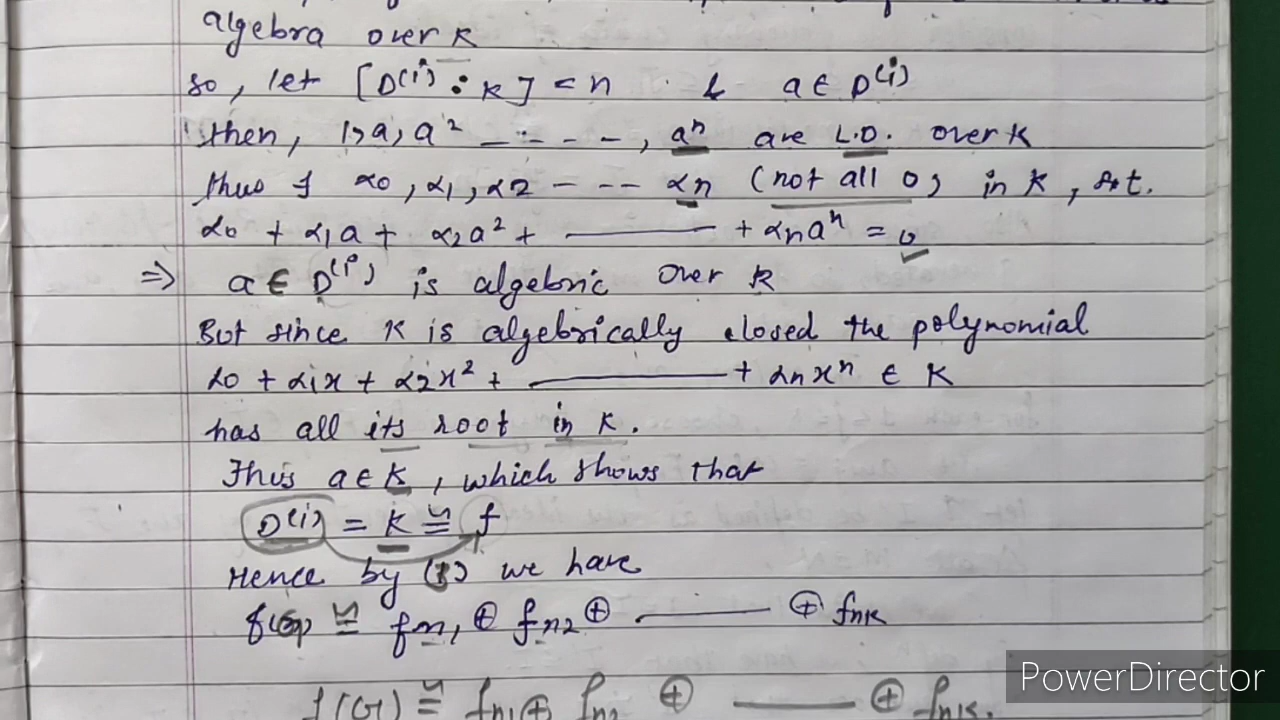 algebra over K
so, let [D^(i) : K] = n & a ∈ D^(i)
then, 1, a, a² - - - - -, aⁿ are L.D. over K
thus ∃ α₀, α₁, α₂ - - - - αₙ (not all 0) in K, s.t.
α₀ + α₁a + α₂a² + ——— + αₙaⁿ = 0
⇒ a ∈ D^(i) is algebric over K
But since K is algebrically closed the polynomial
α₀ + α₁x + α₂x² + ——— + αₙxⁿ ∈ K
has all its root in K.
Thus a ∈ K, which shows that
D^(i) = K ≅ f
Hence by (1) we have
f(G) ≅ fn₁ ⊕ fn₂ ⊕ ——— ⊕ fnₖ
f(G) ≅ fn₁ ⊕ fn₂ ⊕ ——— ⊕ fnₖ.
PowerDirector